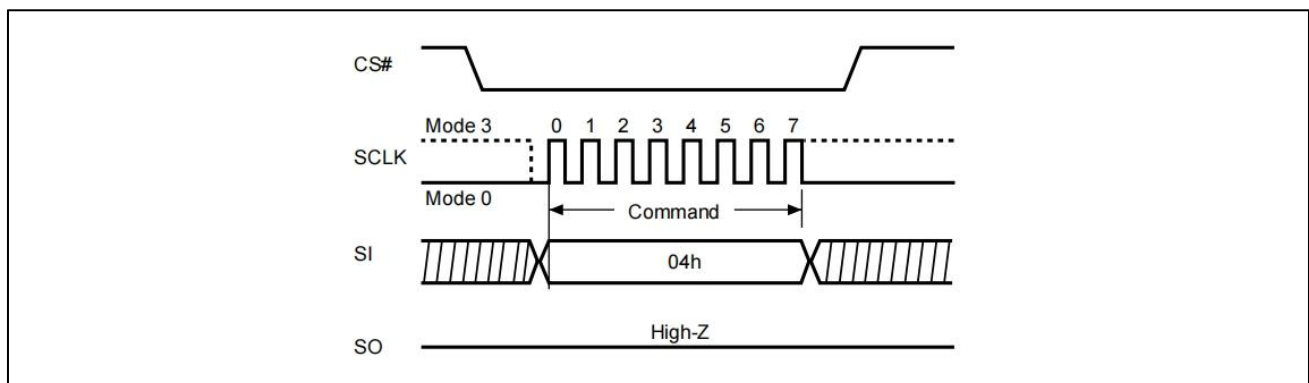 CS#
Mode 3 0 1 2 3 4 5 6 7
SCLK
Mode 0
Command
SI 04h
High-Z
SO